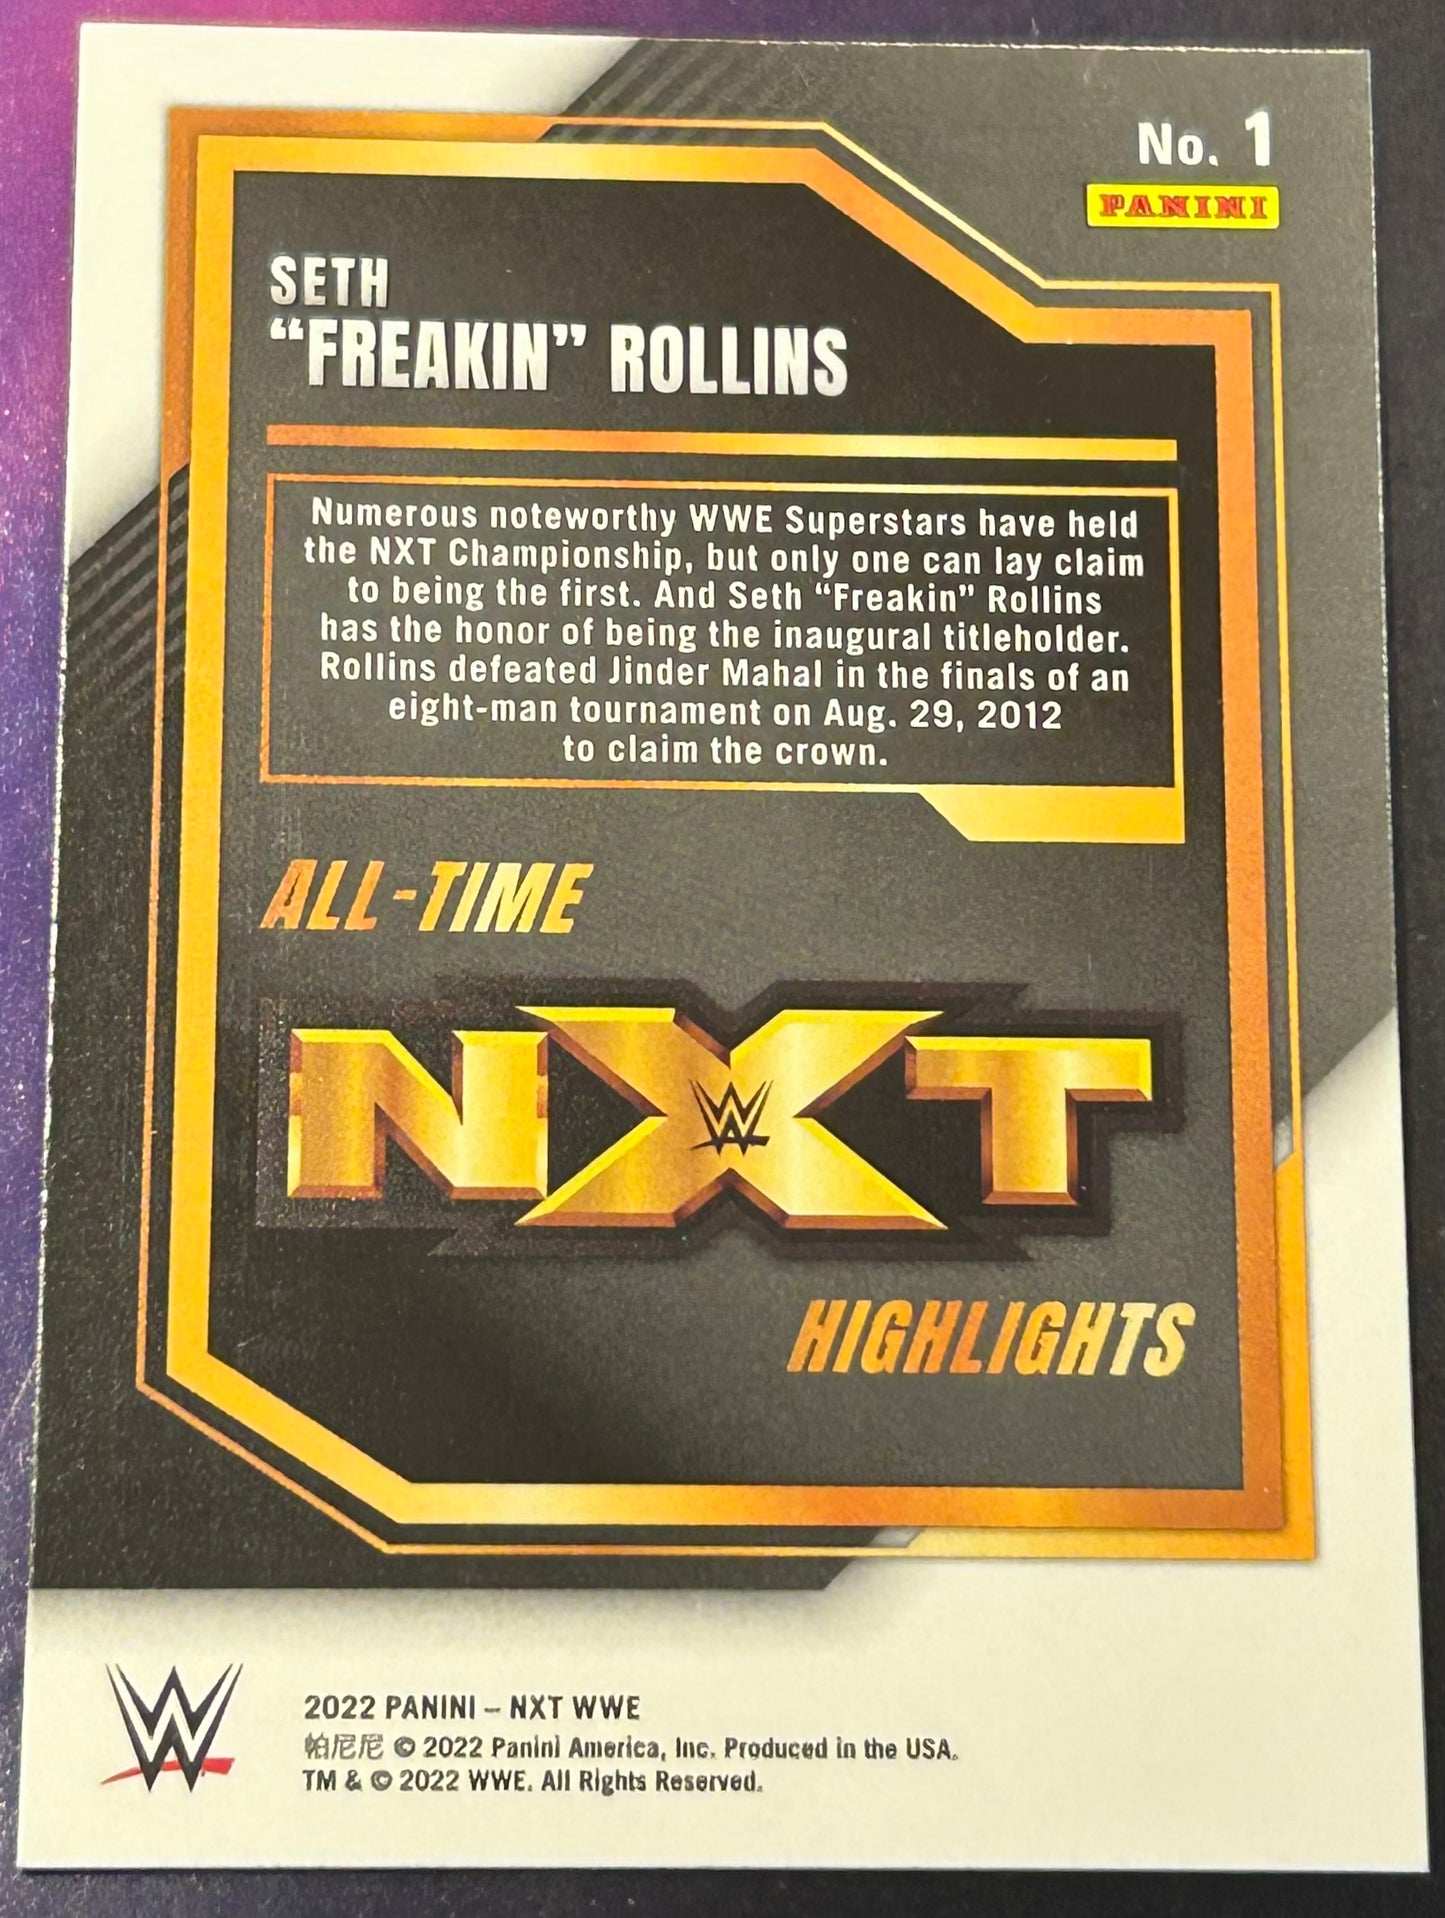 No. 1
PANINI
SETH
“FREAKIN” ROLLINS
Numerous noteworthy WWE Superstars have held
the NXT Championship, but only one can lay claim
to being the first. And Seth “Freakin” Rollins
has the honor of being the inaugural titleholder.
Rollins defeated Jinder Mahal in the finals of an
eight-man tournament on Aug. 29, 2012
to claim the crown.
ALL-TIME
NXT
W
HIGHLIGHTS
W
2022 PANINI – NXT WWE
帕尼尼 © 2022 Panini America, Inc. Produced in the USA.
TM & © 2022 WWE. All Rights Reserved.